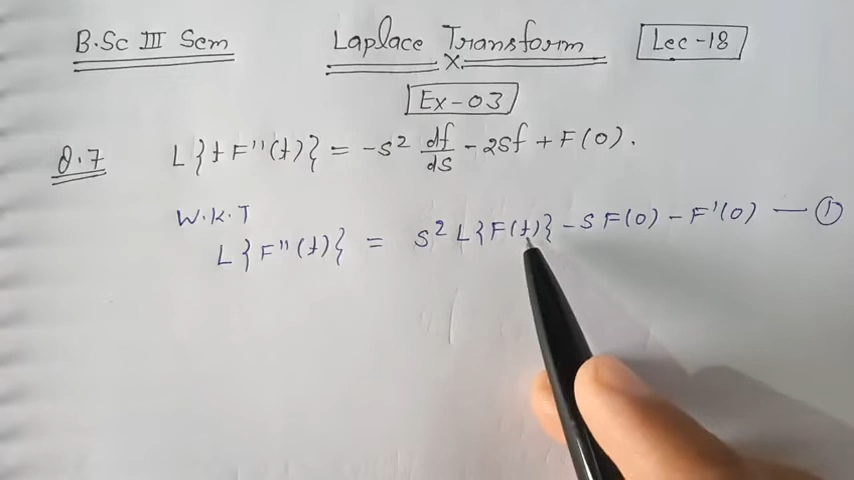 B.Sc III Sem
Laplace Transform
Lec-18
x
Ex-03
Q.7 L{tF''(t)} = -s² df/ds - 2sf + F(0).
W.K.T
L{F''(t)} = s² L{F(t)} - s F(0) - F'(0) — ①